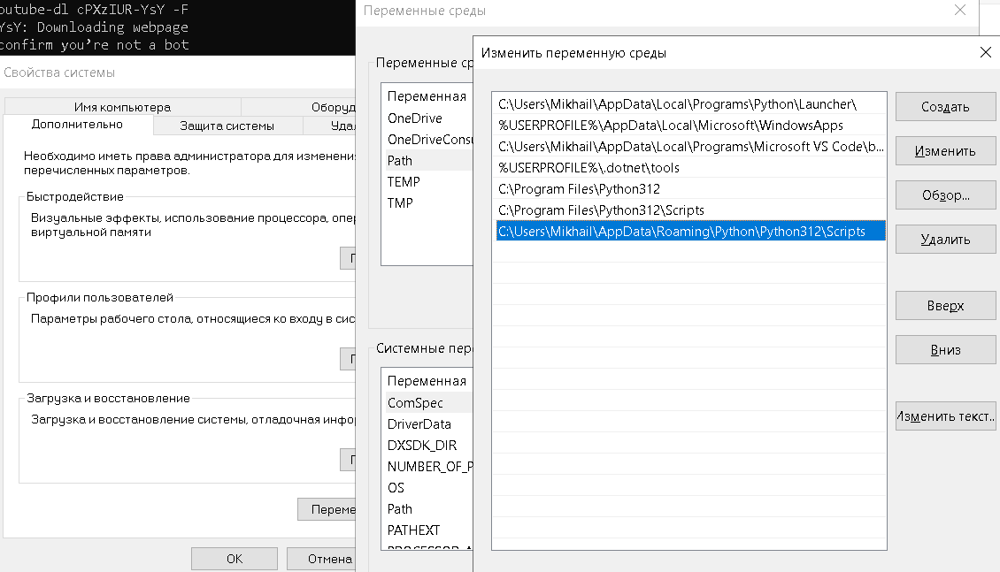 outube-dl cPXzIUR-YsY -F
YsY: Downloading webpage
confirm you're not a bot
Свойства системы
Имя компьютера
Оборуд
Дополнительно
Защита системы
Удал
Необходимо иметь права администратора для изменения
перечисленных параметров.
Быстродействие
Визуальные эффекты, использование процессора, опер
виртуальной памяти
П
Профили пользователей
Параметры рабочего стола, относящиеся ко входу в сис
П
Загрузка и восстановление
Загрузка и восстановление системы, отладочная инфор
П
Переме
OK
Отмена
Переменные среды
Переменные ср
Переменная
OneDrive
OneDriveConsu
Path
TEMP
TMP
Системные пере
Переменная
ComSpec
DriverData
DXSDK_DIR
NUMBER_OF_P
OS
Path
PATHEXT
PROCESSOR_A
Изменить переменную среды
C:\Users\Mikhail\AppData\Local\Programs\Python\Launcher\
%USERPROFILE%\AppData\Local\Microsoft\WindowsApps
C:\Users\Mikhail\AppData\Local\Programs\Microsoft VS Code\b...
%USERPROFILE%\.dotnet\tools
C:\Program Files\Python312
C:\Program Files\Python312\Scripts
C:\Users\Mikhail\AppData\Roaming\Python\Python312\Scripts
Создать
Изменить
Обзор...
Удалить
Вверх
Вниз
Изменить текст..